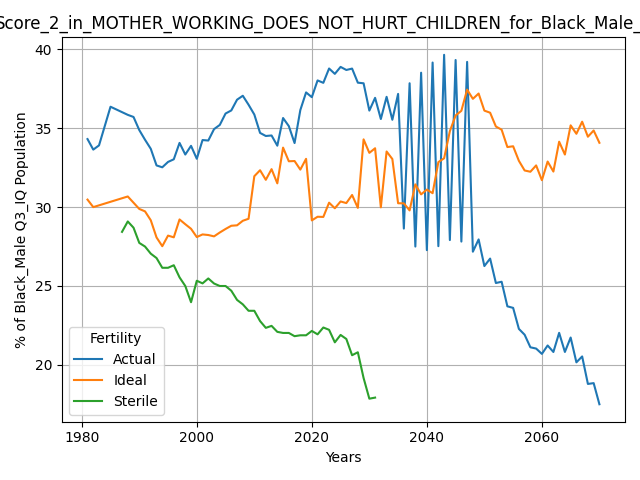 Score_2_in_MOTHER_WORKING_DOES_NOT_HURT_CHILDREN_for_Black_Male_
% of Black_Male Q3_IQ Population
40
35
30
25
20
Fertility
Actual
Ideal
Sterile
1980
2000
2020
2040
2060
Years